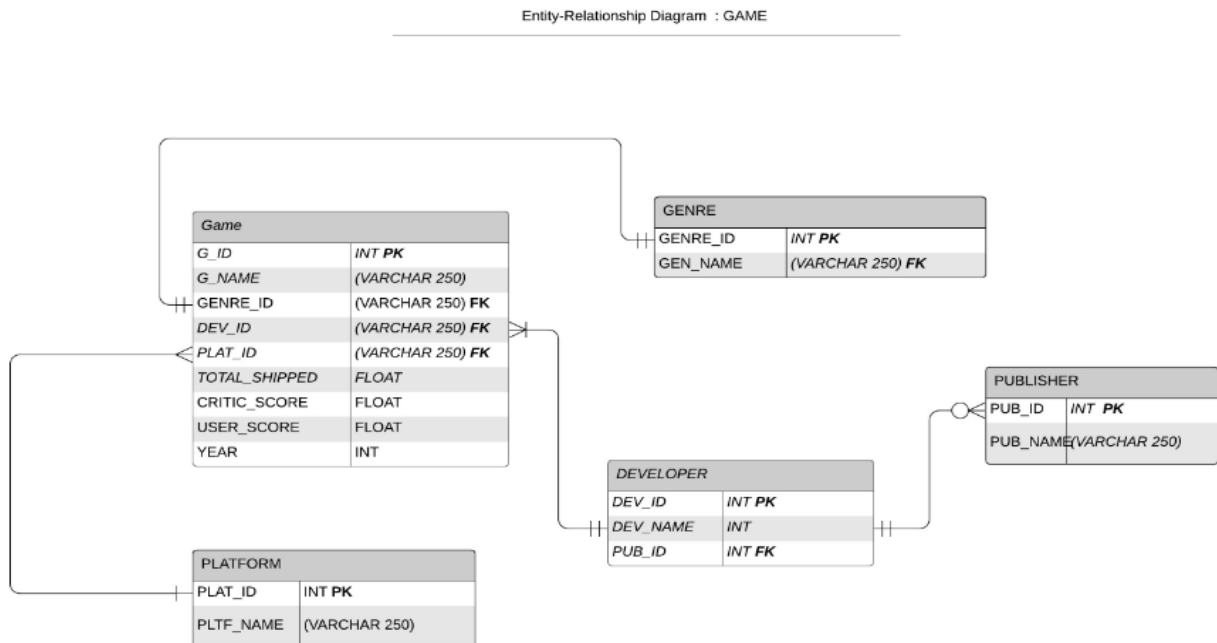 Entity-Relationship Diagram : GAME
Game
G_ID INT PK
G_NAME (VARCHAR 250)
GENRE_ID (VARCHAR 250) FK
DEV_ID (VARCHAR 250) FK
PLAT_ID (VARCHAR 250) FK
TOTAL_SHIPPED FLOAT
CRITIC_SCORE FLOAT
USER_SCORE FLOAT
YEAR INT
GENRE
GENRE_ID INT PK
GEN_NAME (VARCHAR 250) FK
PUBLISHER
PUB_ID INT PK
PUB_NAME (VARCHAR 250)
DEVELOPER
DEV_ID INT PK
DEV_NAME INT
PUB_ID INT FK
PLATFORM
PLAT_ID INT PK
PLTF_NAME (VARCHAR 250)